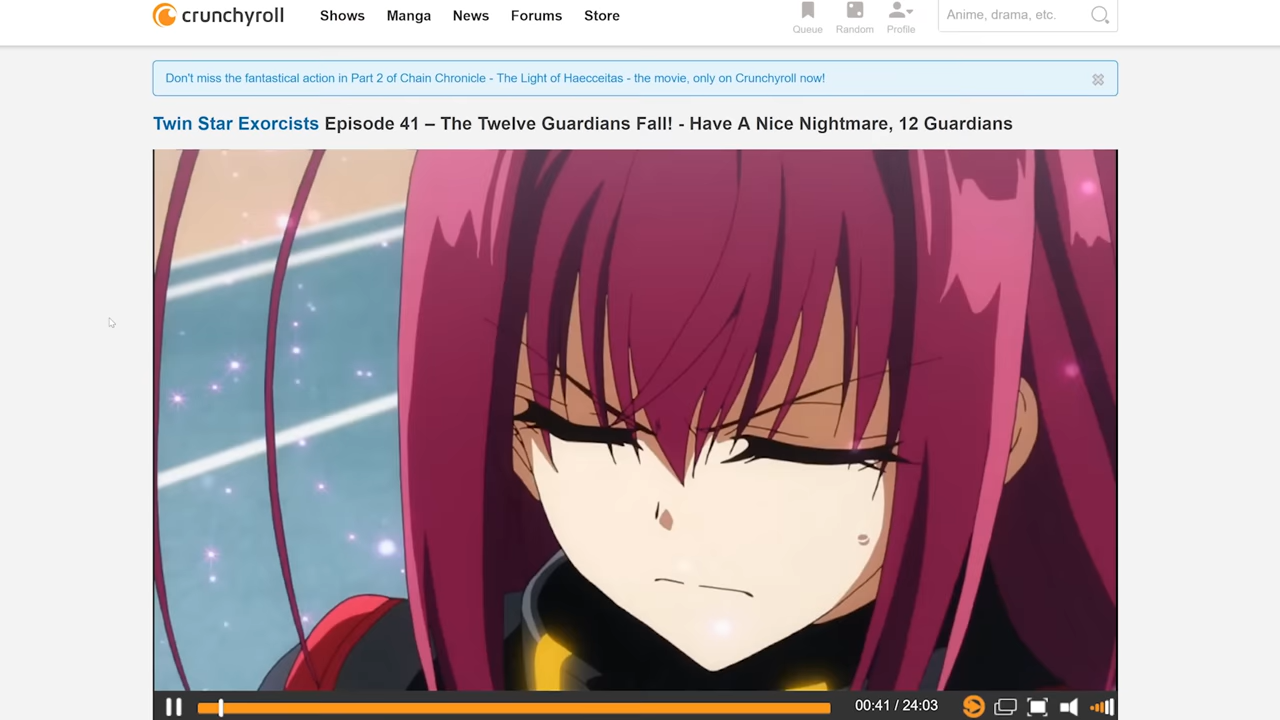 crunchyroll Shows Manga News Forums Store Queue Random Profile Anime, drama, etc.
Don't miss the fantastical action in Part 2 of Chain Chronicle - The Light of Haecceitas - the movie, only on Crunchyroll now!
Twin Star Exorcists Episode 41 – The Twelve Guardians Fall! - Have A Nice Nightmare, 12 Guardians
00:41 / 24:03